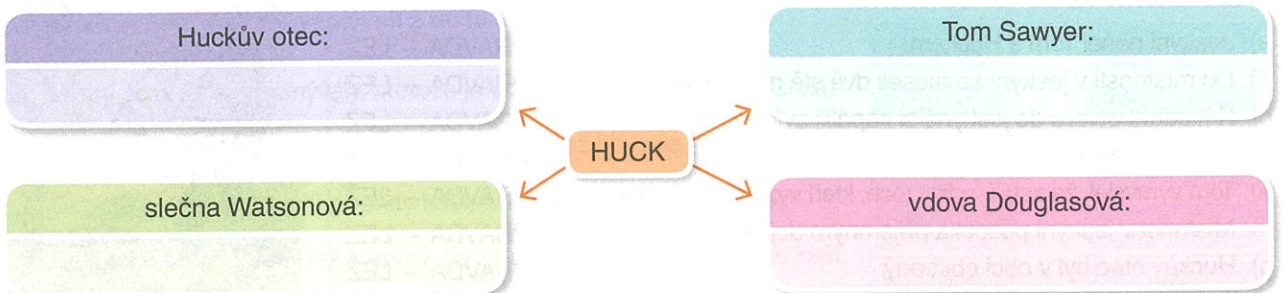 Huckův otec:
Tom Sawyer:
HUCK
slečna Watsonová:
vdova Douglasová: